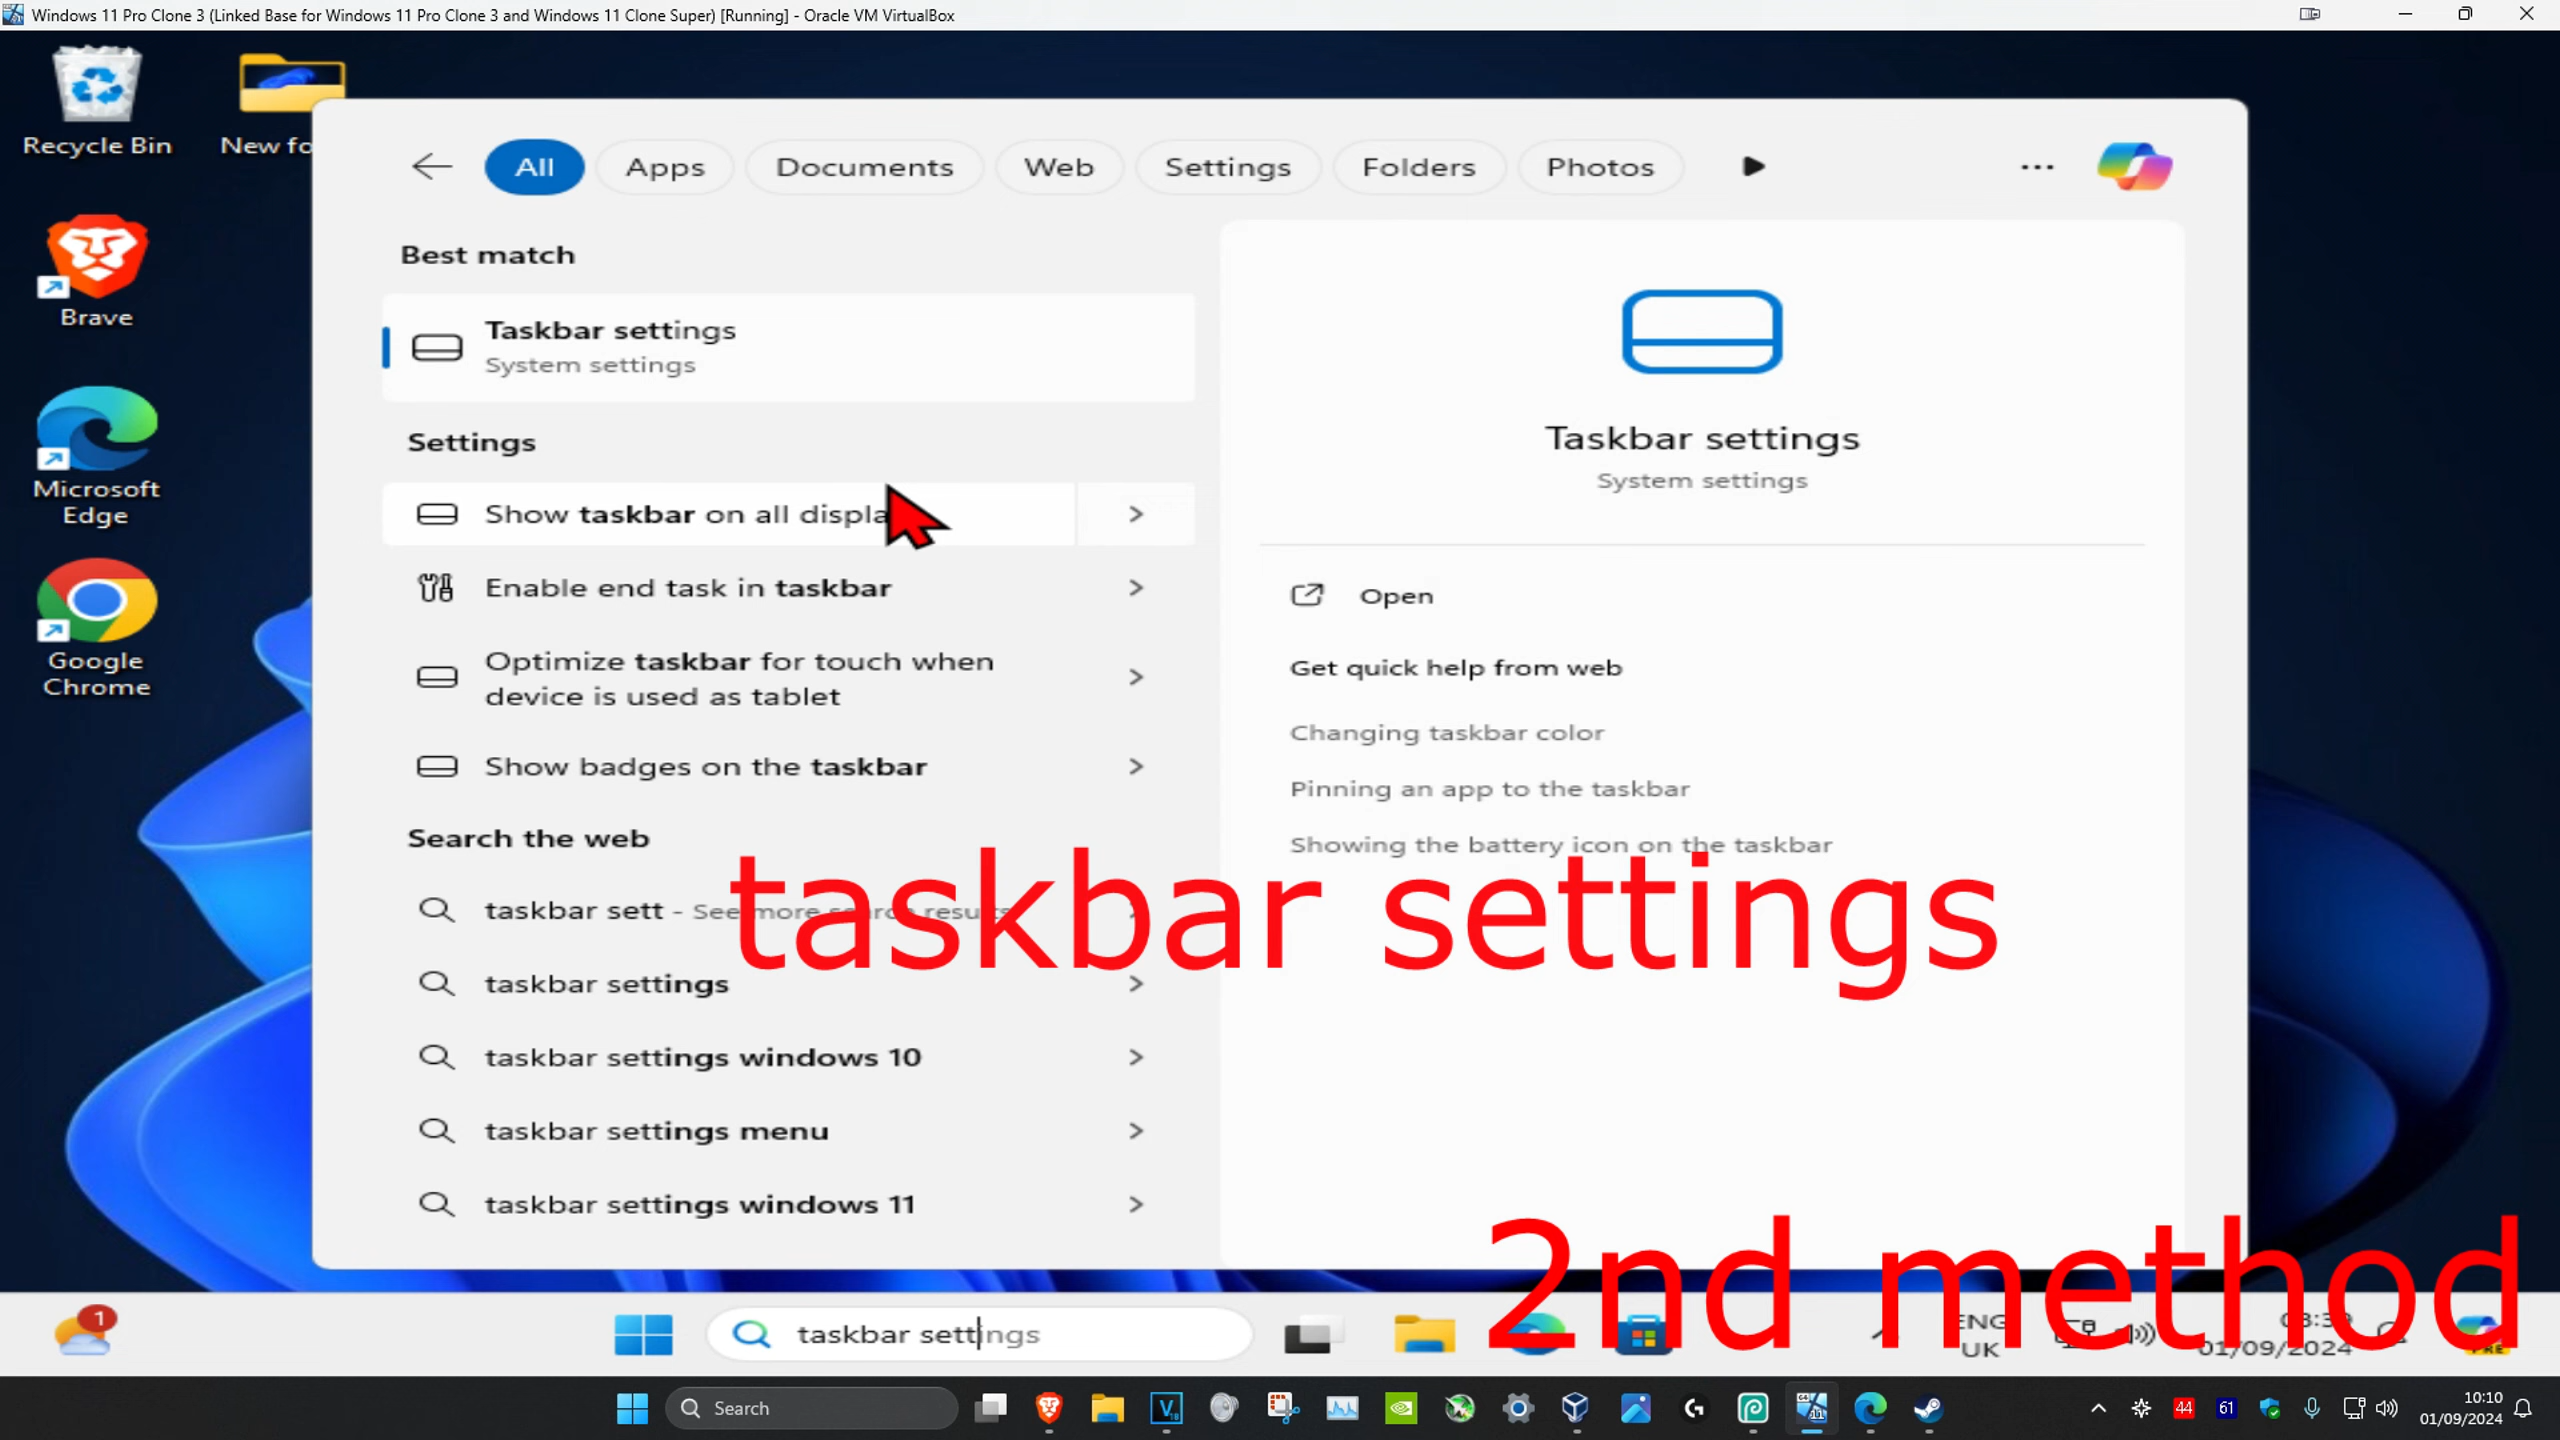 Windows 11 Pro Clone 3 (Linked Base for Windows 11 Pro Clone 3 and Windows 11 Clone Super) [Running] - Oracle VM VirtualBox
Recycle Bin
New fo
Brave
Microsoft
Edge
Google
Chrome
All
Apps
Documents
Web
Settings
Folders
Photos
Best match
Taskbar settings
System settings
Settings
Show taskbar on all displa
Enable end task in taskbar
Optimize taskbar for touch when
device is used as tablet
Show badges on the taskbar
Search the web
taskbar sett - See more search results
taskbar settings
taskbar settings windows 10
taskbar settings menu
taskbar settings windows 11
Taskbar settings
System settings
Open
Get quick help from web
Changing taskbar color
Pinning an app to the taskbar
Showing the battery icon on the taskbar
taskbar settings
2nd method
1
taskbar settings
ENG
UK
01/09/2024
PRE
Search
44
61
10:10
01/09/2024